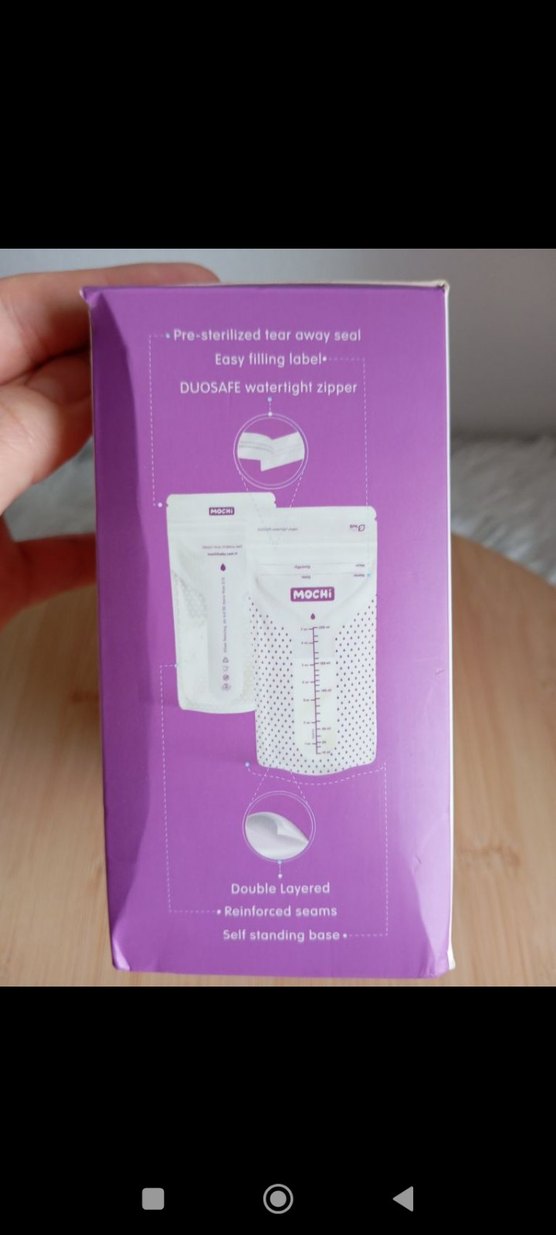 Pre-sterilized tear away seal
Easy filling label
DUOSAFE watertight zipper
MOCHi
MOCHi
Double Layered
Reinforced seams
Self standing base